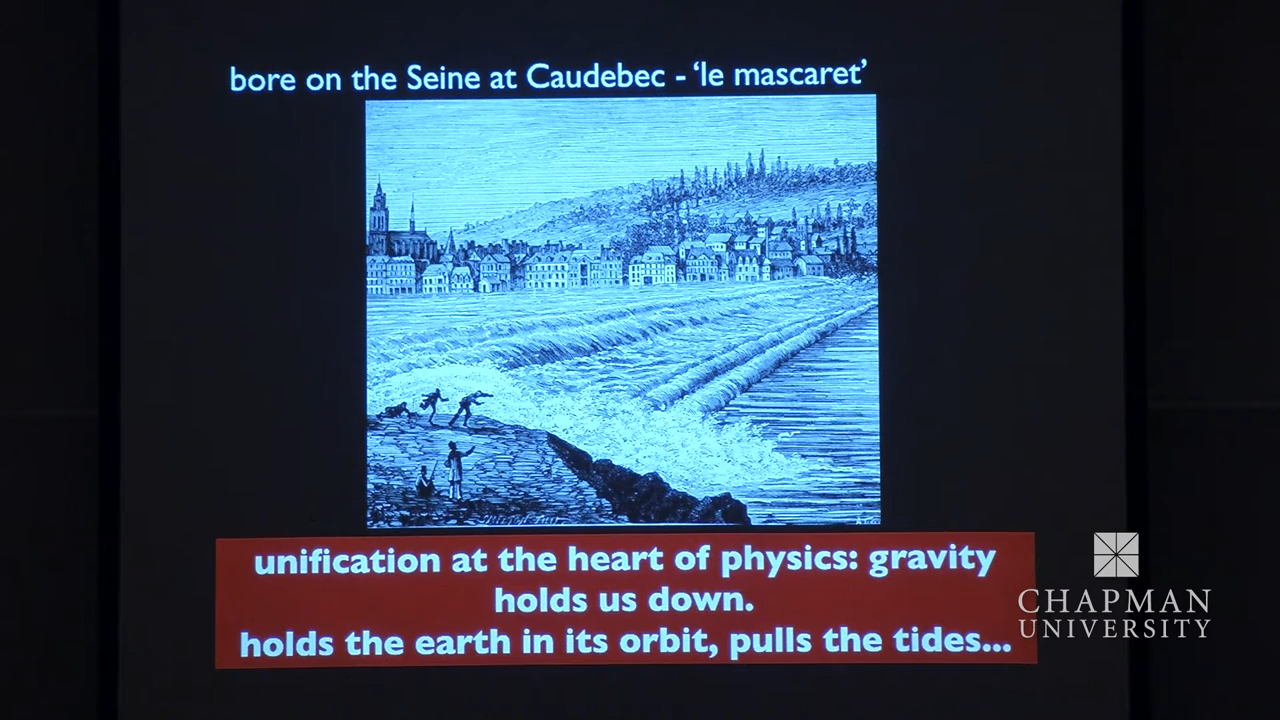 bore on the Seine at Caudebec - ‘le mascaret’
unification at the heart of physics: gravity
holds us down.
holds the earth in its orbit, pulls the tides...
CHAPMAN
UNIVERSITY